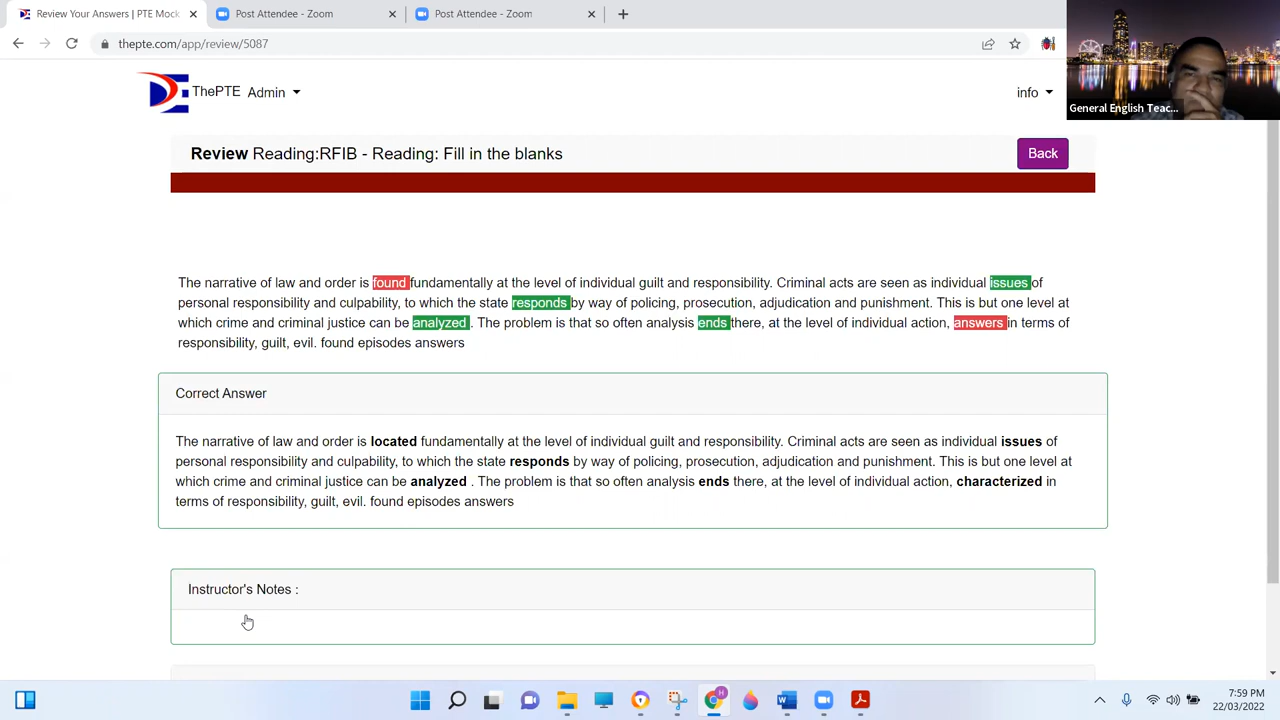 Review Your Answers | PTE Mock
Post Attendee - Zoom
Post Attendee - Zoom
thepte.com/app/review/5087
General English Teac...
ThePTE Admin
info
Review Reading:RFIB - Reading: Fill in the blanks
Back
The narrative of law and order is found fundamentally at the level of individual guilt and responsibility. Criminal acts are seen as individual issues of
personal responsibility and culpability, to which the state responds by way of policing, prosecution, adjudication and punishment. This is but one level at
which crime and criminal justice can be analyzed . The problem is that so often analysis ends there, at the level of individual action, answers in terms of
responsibility, guilt, evil. found episodes answers
Correct Answer
The narrative of law and order is located fundamentally at the level of individual guilt and responsibility. Criminal acts are seen as individual issues of
personal responsibility and culpability, to which the state responds by way of policing, prosecution, adjudication and punishment. This is but one level at
which crime and criminal justice can be analyzed . The problem is that so often analysis ends there, at the level of individual action, characterized in
terms of responsibility, guilt, evil. found episodes answers
Instructor's Notes :
H
7:59 PM
22/03/2022